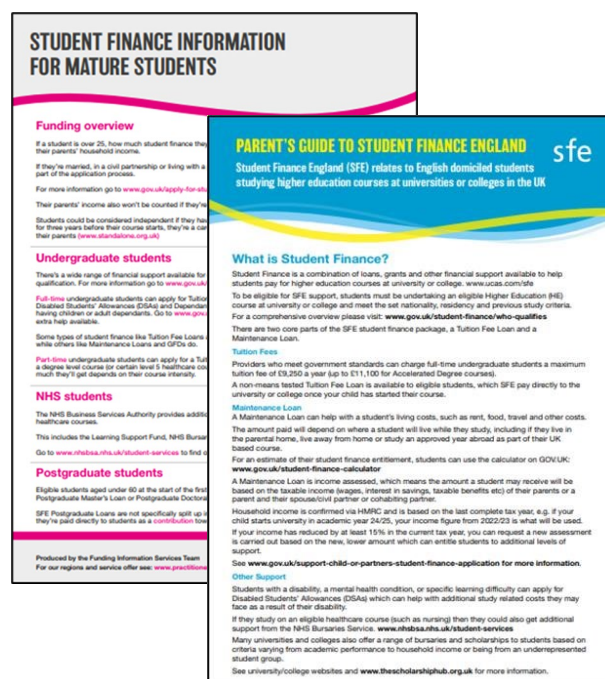 STUDENT FINANCE INFORMATION
FOR MATURE STUDENTS
Funding overview
If a student is over 25, how much student finance they
their parents' household income.
If they're married, in a civil partnership or living with a
part of the application process.
For more information go to www.gov.uk/apply-for-stu
Their parents' income also won't be counted if they're
Students could be considered independent if they hav
for three years before their course starts, they're a car
their parents (www.standalone.org.uk)
Undergraduate students
There's a wide range of financial support available for
qualification. For more information go to www.gov.uk/
Full-time undergraduate students can apply for Tuition
Disabled Students' Allowances (DSAs) and Dependan
having children or adult dependants. Go to www.gov.
extra help available.
Some types of student finance like Tuition Fee Loans a
while others like Maintenance Loans and GFDs do.
Part-time undergraduate students can apply for a Tuit
a degree level course (or certain level 5 healthcare cou
much they'll get depends on their course intensity.
NHS students
The NHS Business Services Authority provides additic
healthcare courses.
This includes the Learning Support Fund, NHS Bursar
Go to www.nhsbsa.nhs.uk/student-services to find o
Postgraduate students
Eligible students aged under 60 at the start of the first
Postgraduate Master's Loan or Postgraduate Doctora
SFE Postgraduate Loans are not specifically split up i
they're paid directly to students as a contribution tow
Produced by the Funding Information Services Team
For our regions and service offer see: www.practitione
PARENT'S GUIDE TO STUDENT FINANCE ENGLAND
sfe
Student Finance England (SFE) relates to English domiciled students
studying higher education courses at universities or colleges in the UK
What is Student Finance?
Student Finance is a combination of loans, grants and other financial support available to help
students pay for higher education courses at university or college. www.ucas.com/sfe
To be eligible for SFE support, students must be undertaking an eligible Higher Education (HE)
course at university or college and meet the set nationality, residency and previous study criteria.
For a comprehensive overview please visit: www.gov.uk/student-finance/who-qualifies
There are two core parts of the SFE student finance package, a Tuition Fee Loan and a
Maintenance Loan.
Tuition Fees
Providers who meet government standards can charge full-time undergraduate students a maximum
tuition fee of £9,250 a year (up to £11,100 for Accelerated Degree courses).
A non-means tested Tuition Fee Loan is available to eligible students, which SFE pay directly to the
university or college once your child has started their course.
Maintenance Loan
A Maintenance Loan can help with a student's living costs, such as rent, food, travel and other costs.
The amount paid will depend on where a student will live while they study, including if they live in
the parental home, live away from home or study an approved year abroad as part of their UK
based course.
For an estimate of their student finance entitlement, students can use the calculator on GOV.UK:
www.gov.uk/student-finance-calculator
A Maintenance Loan is income assessed, which means the amount a student may receive will be
based on the taxable income (wages, interest in savings, taxable benefits etc) of their parents or a
parent and their spouse/civil partner or cohabiting partner.
Household income is confirmed via HMRC and is based on the last complete tax year, e.g. if your
child starts university in academic year 24/25, your income figure from 2022/23 is what will be used.
If your income has reduced by at least 15% in the current tax year, you can request a new assessment
is carried out based on the new, lower amount which can entitle students to additional levels of
support.
See www.gov.uk/support-child-or-partners-student-finance-application for more information.
Other Support
Students with a disability, a mental health condition, or specific learning difficulty can apply for
Disabled Students' Allowances (DSAs) which can help with additional study related costs they may
face as a result of their disability.
If they study on an eligible healthcare course (such as nursing) then they could also get additional
support from the NHS Bursaries Service. www.nhsbsa.nhs.uk/student-services
Many universities and colleges also offer a range of bursaries and scholarships to students based on
criteria varying from academic performance to household income or being from an underrepresented
student group.
See university/college websites and www.thescholarshiphub.org.uk for more information.